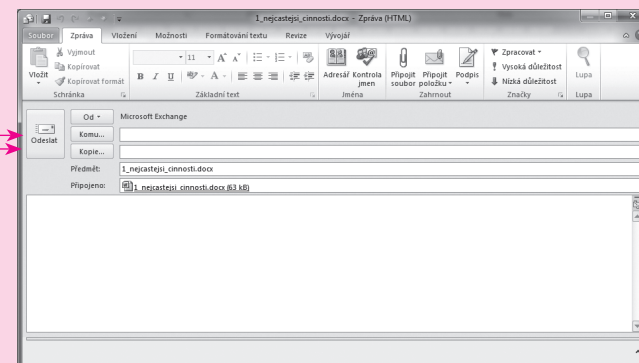 1_nejcastejsi_cinnosti.docx - Zpráva (HTML)
Soubor Zpráva Vložení Možnosti Formátování textu Revize Vývojář
Vložit
Vyjmout
Kopírovat
Kopírovat formát
Schránka
11 A A
B I U A
Základní text
Adresář Kontrola jmen
Jména
Připojit soubor Připojit položku Podpis
Zahrnout
Zpracovat
Vysoká důležitost
Nízká důležitost
Značky
Lupa
Lupa
Odeslat
Od Microsoft Exchange
Komu...
Kopie...
Předmět: 1_nejcastejsi_cinnosti.docx
Připojeno: 1_nejcastejsi_cinnosti.docx (63 kB)